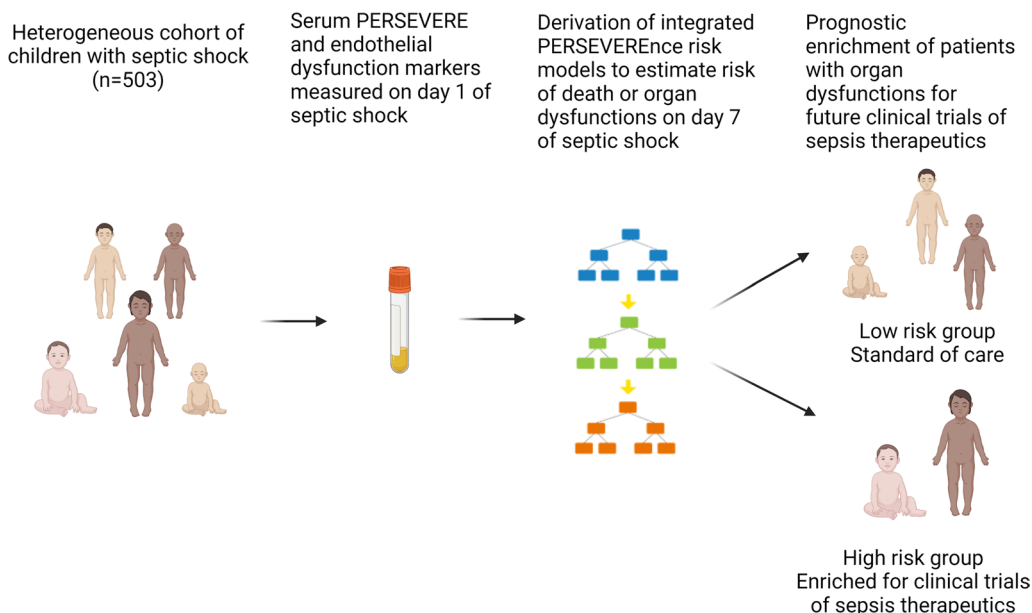 Heterogeneous cohort of
children with septic shock
(n=503)
Serum PERSEVERE
and endothelial
dysfunction markers
measured on day 1 of
septic shock
Derivation of integrated
PERSEVEREnce risk
models to estimate risk
of death or organ
dysfunctions on day 7
of septic shock
Prognostic
enrichment of patients
with organ
dysfunctions for
future clinical trials of
sepsis therapeutics
Low risk group
Standard of care
High risk group
Enriched for clinical trials
of sepsis therapeutics